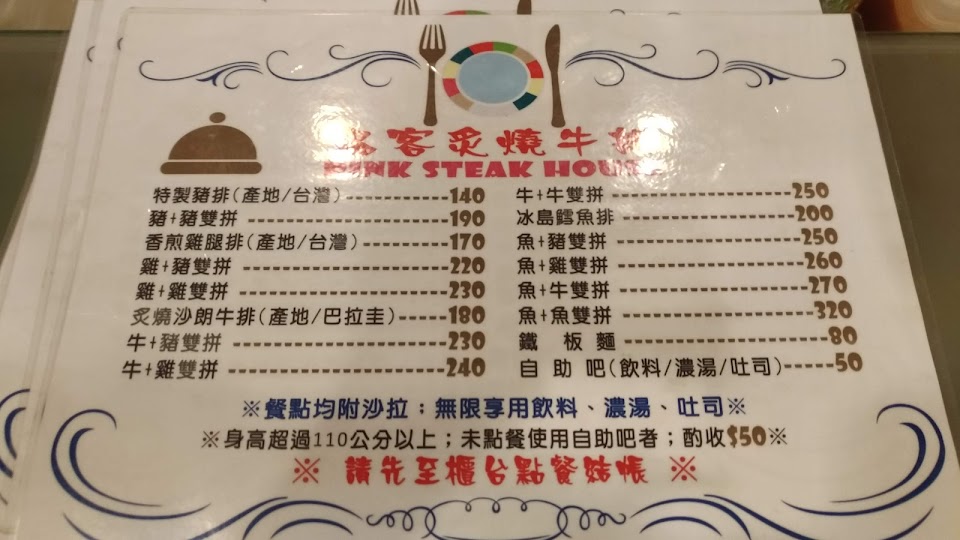 客炙燒牛
STEAK HOUSE
特製豬排(產地/台灣)-----------140
豬+豬雙拼--------------------190
香煎雞腿排(產地/台灣)---------170
雞+豬雙拼--------------------220
雞+雞雙拼--------------------230
炙燒沙朗牛排(產地/巴拉圭)-----180
牛+豬雙拼--------------------230
牛+雞雙拼--------------------240
牛+牛雙拼--------------------250
冰島鱈魚排-------------------200
魚+豬雙拼--------------------250
魚+雞雙拼--------------------260
魚+牛雙拼--------------------270
魚+魚雙拼--------------------320
鐵 板 麵--------------------80
自 助 吧(飲料/濃湯/吐司)-----50
※餐點均附沙拉：無限享用飲料、濃湯、吐司※
※身高超過110公分以上；未點餐使用自助吧者；酌收$50※
※ 請先至櫃台點餐結帳 ※